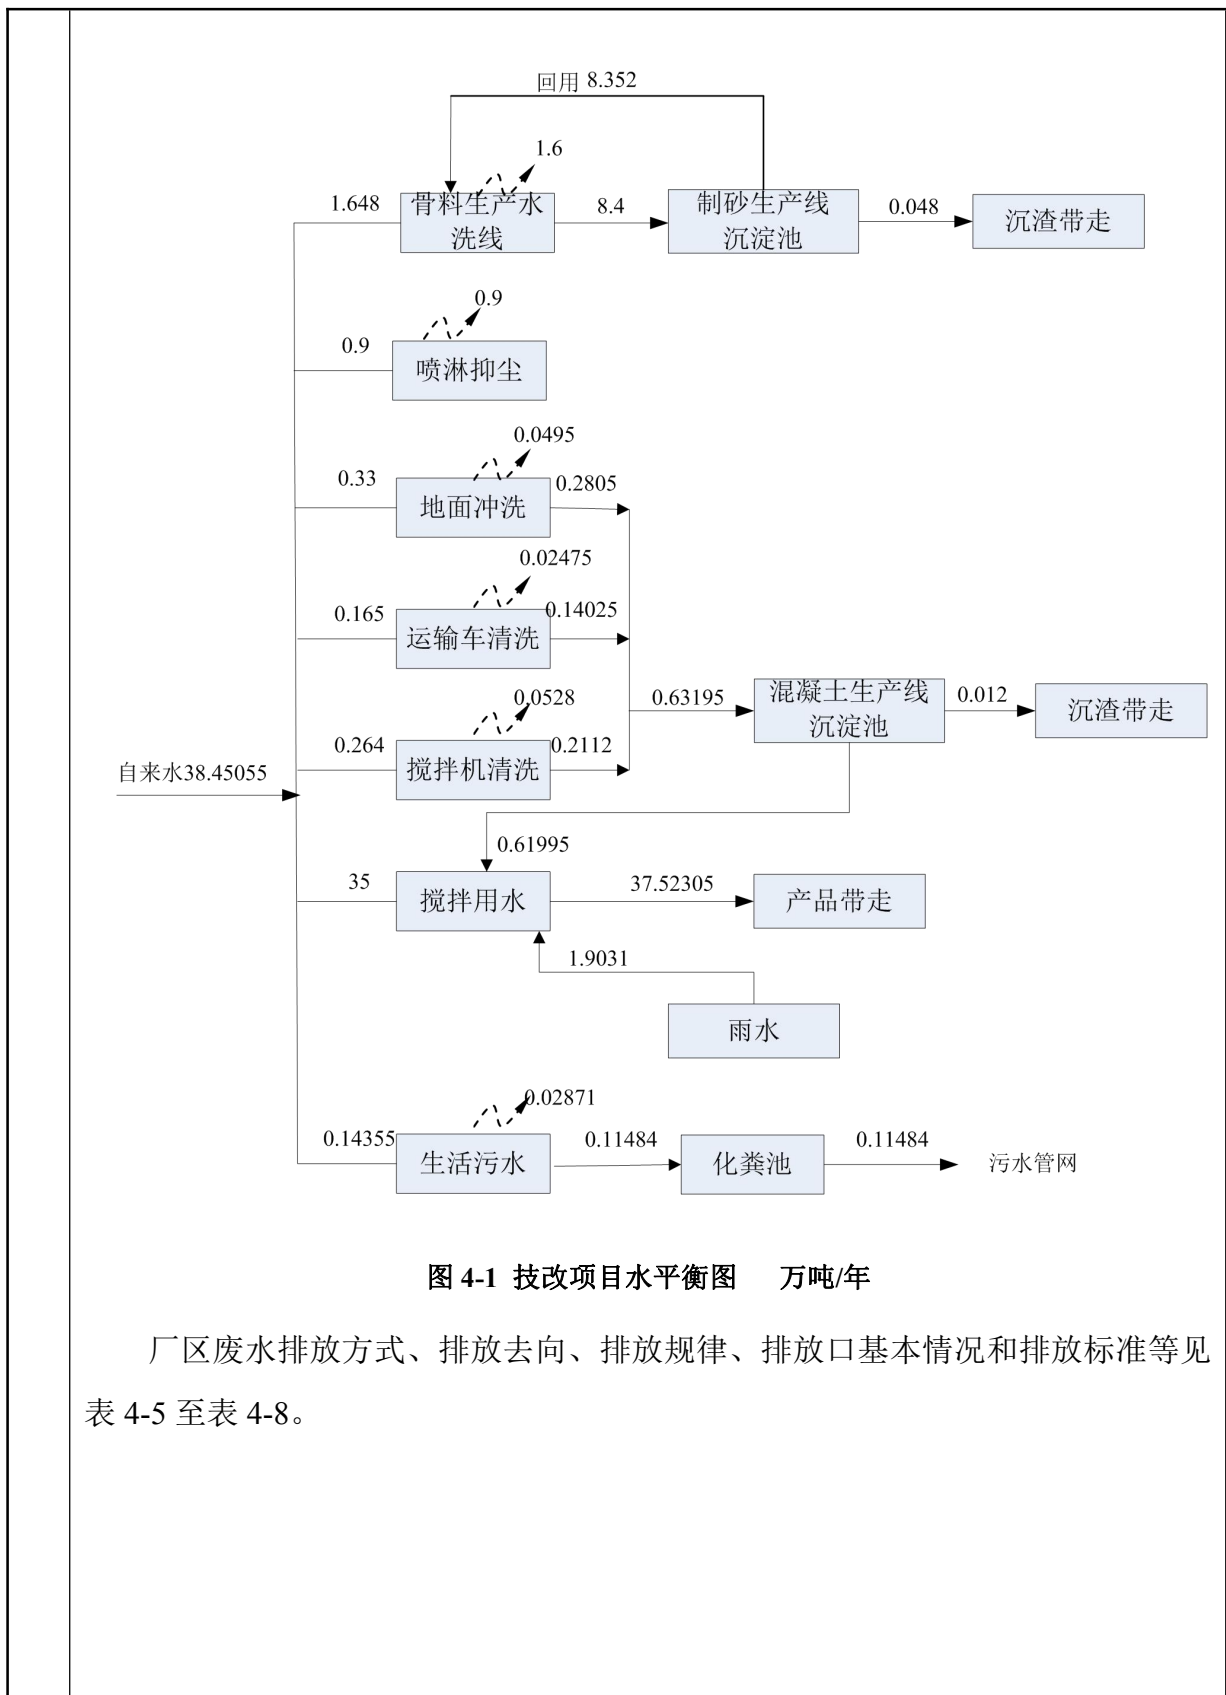 回用 8.352
1.6
1.648
骨料生产水
洗线
8.4
制砂生产线
沉淀池
0.048
沉渣带走
0.9
0.9
喷淋抑尘
0.0495
0.33
地面冲洗
0.2805
0.02475
0.165
运输车清洗
0.14025
0.63195
混凝土生产线
沉淀池
0.012
沉渣带走
0.0528
0.264
搅拌机清洗
0.2112
自来水38.45055
0.61995
35
搅拌用水
37.52305
产品带走
1.9031
雨水
0.02871
0.14355
生活污水
0.11484
化粪池
0.11484
污水管网
图 4-1 技改项目水平衡图 万吨/年
厂区废水排放方式、排放去向、排放规律、排放口基本情况和排放标准等见
表 4-5 至表 4-8。